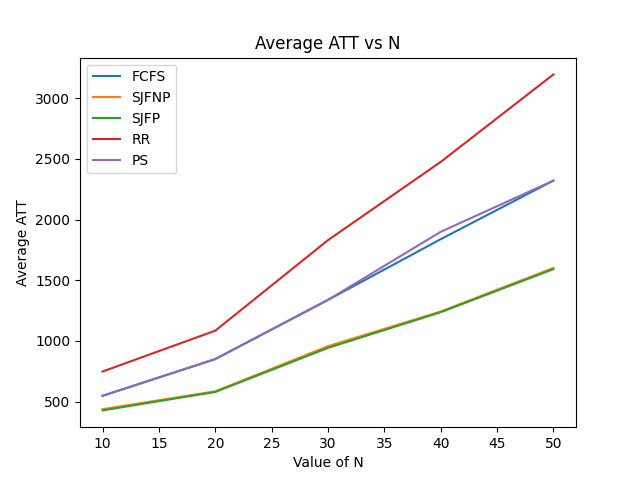 Average ATT vs N
FCFS
SJFNP
SJFP
RR
PS
3000
2500
2000
1500
1000
500
Average ATT
10 15 20 25 30 35 40 45 50
Value of N